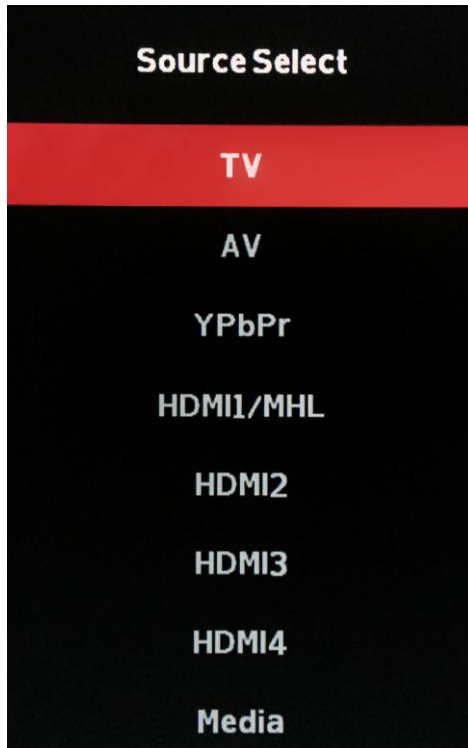 Source Select
TV
AV
YPbPr
HDMI1/MHL
HDMI2
HDMI3
HDMI4
Media